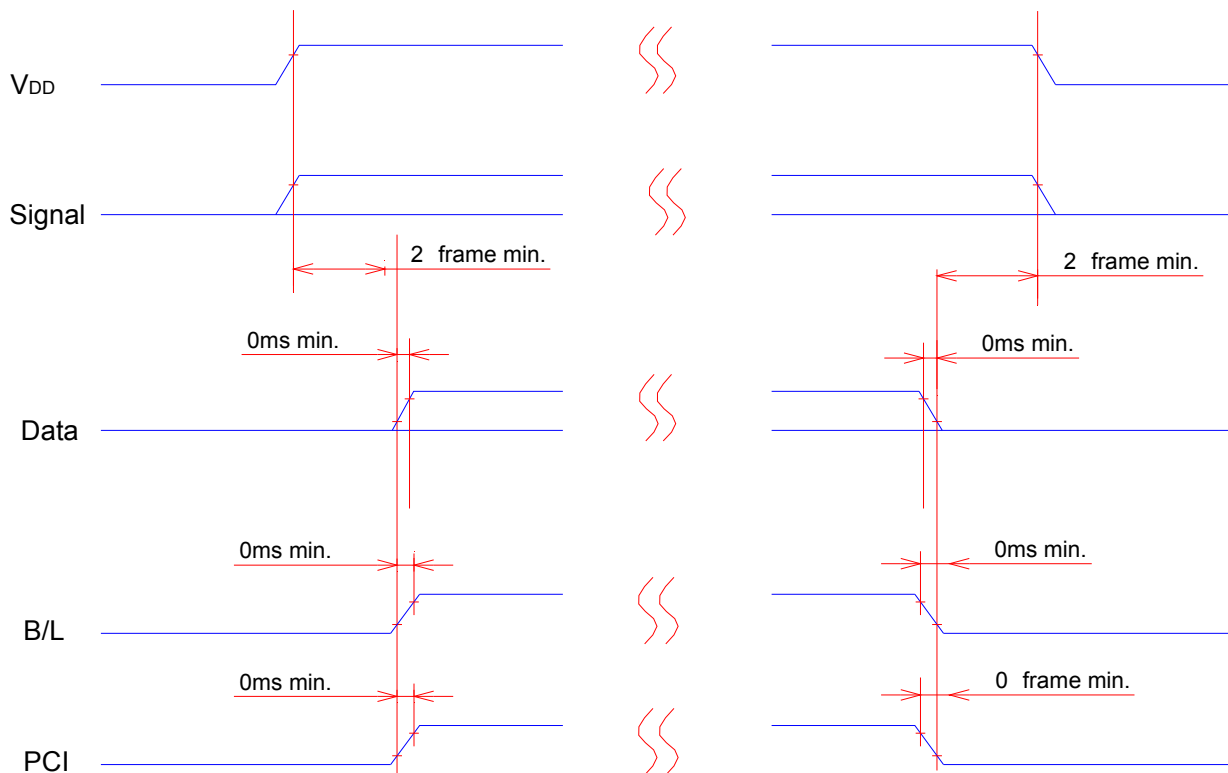 VDD
Signal
2 frame min.
2 frame min.
0ms min.
0ms min.
Data
0ms min.
0ms min.
B/L
0ms min.
0 frame min.
PCI